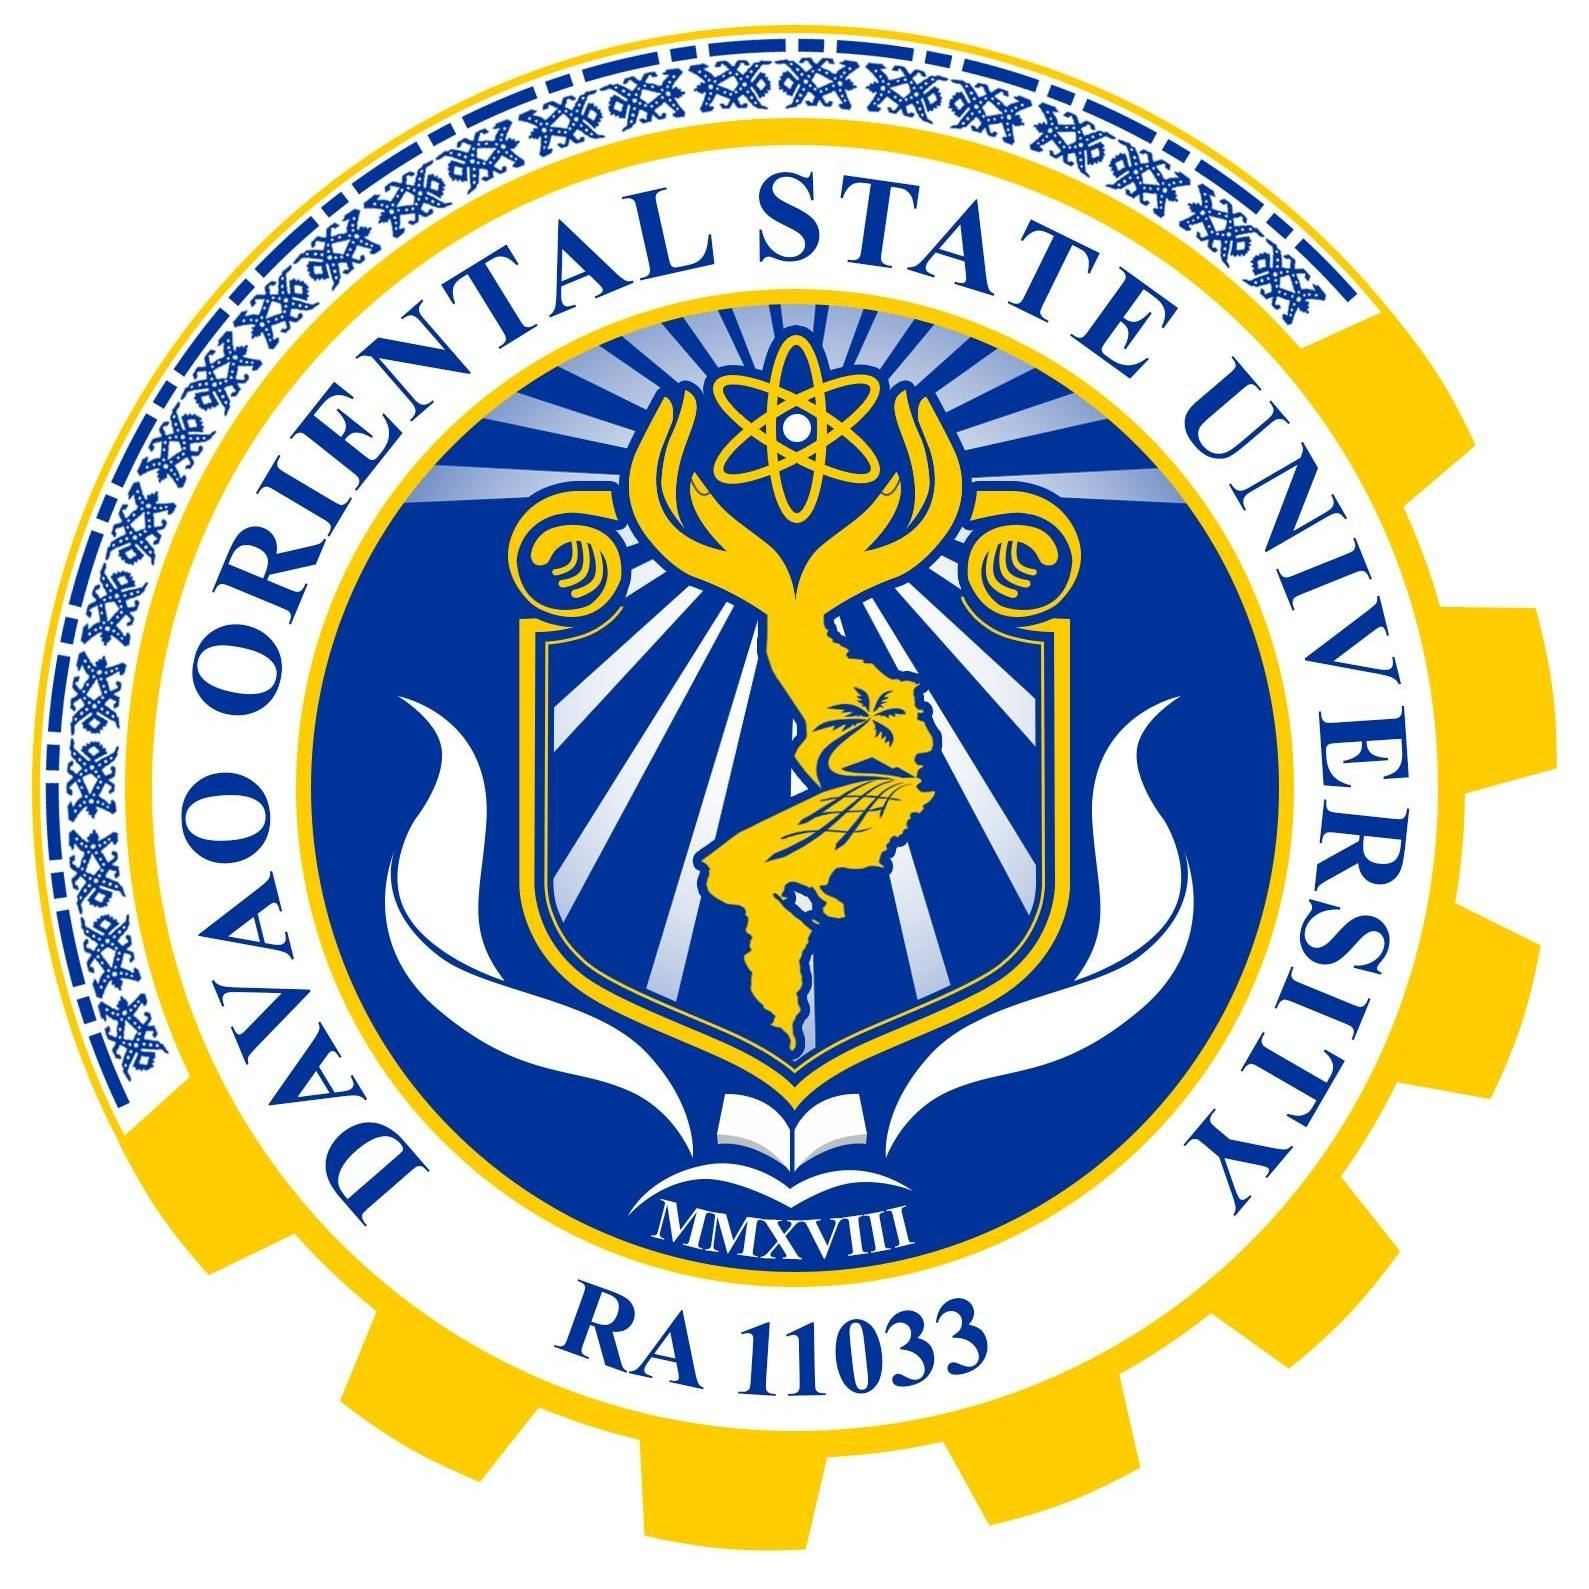 DAVAO ORIENTAL STATE UNIVERSITY
MMXVIII
RA 11033